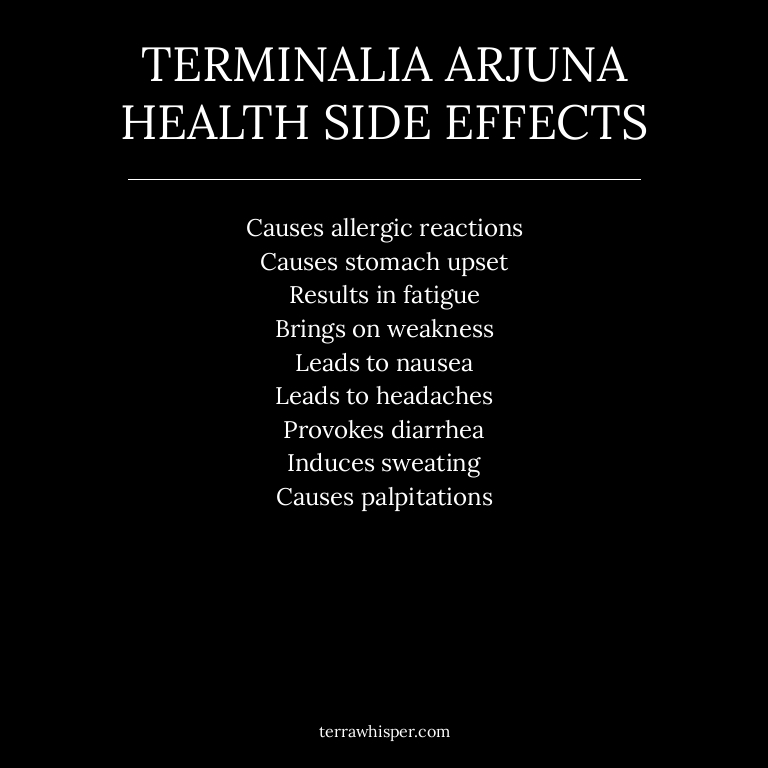 TERMINALIA ARJUNA
HEALTH SIDE EFFECTS
Causes allergic reactions
Causes stomach upset
Results in fatigue
Brings on weakness
Leads to nausea
Leads to headaches
Provokes diarrhea
Induces sweating
Causes palpitations
terrawhisper.com